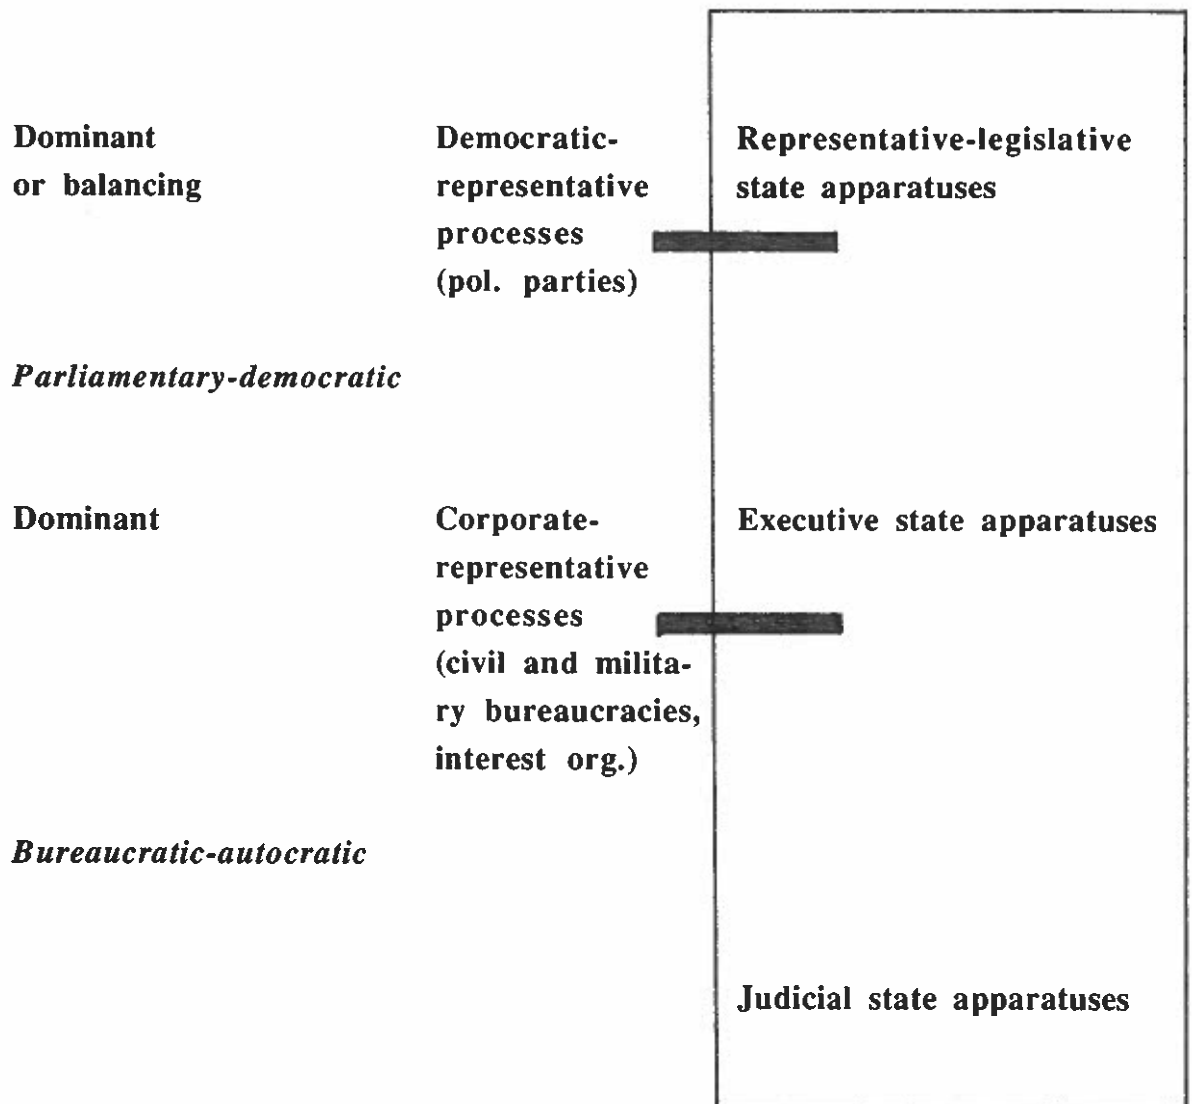 Dominant
or balancing
Democratic-
representative
processes
(pol. parties)
Representative-legislative
state apparatuses
Parliamentary-democratic
Dominant
Corporate-
representative
processes
(civil and milita-
ry bureaucracies,
interest org.)
Executive state apparatuses
Bureaucratic-autocratic
Judicial state apparatuses